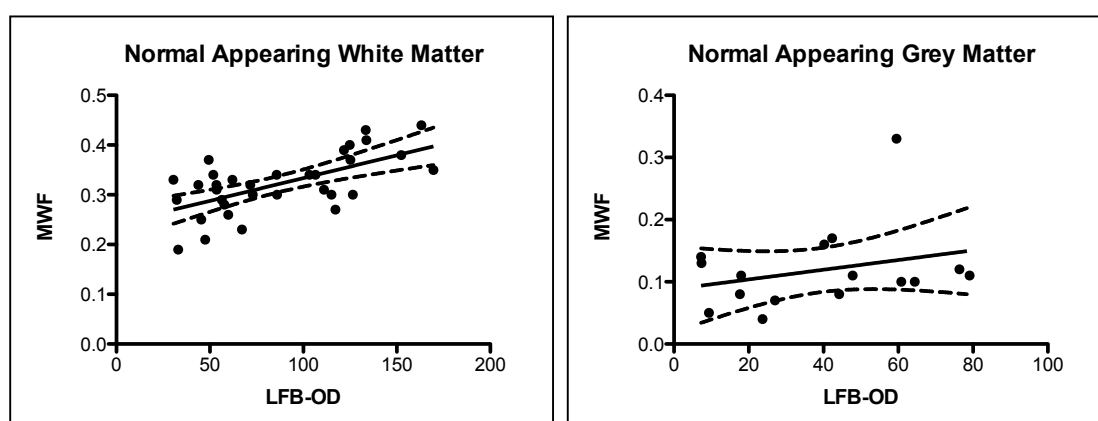 Normal Appearing White Matter
0.5
0.4
0.3
0.2
0.1
0.0
MWF
0 50 100 150 200
LFB-OD
Normal Appearing Grey Matter
0.4
0.3
0.2
0.1
0.0
MWF
0 20 40 60 80 100
LFB-OD